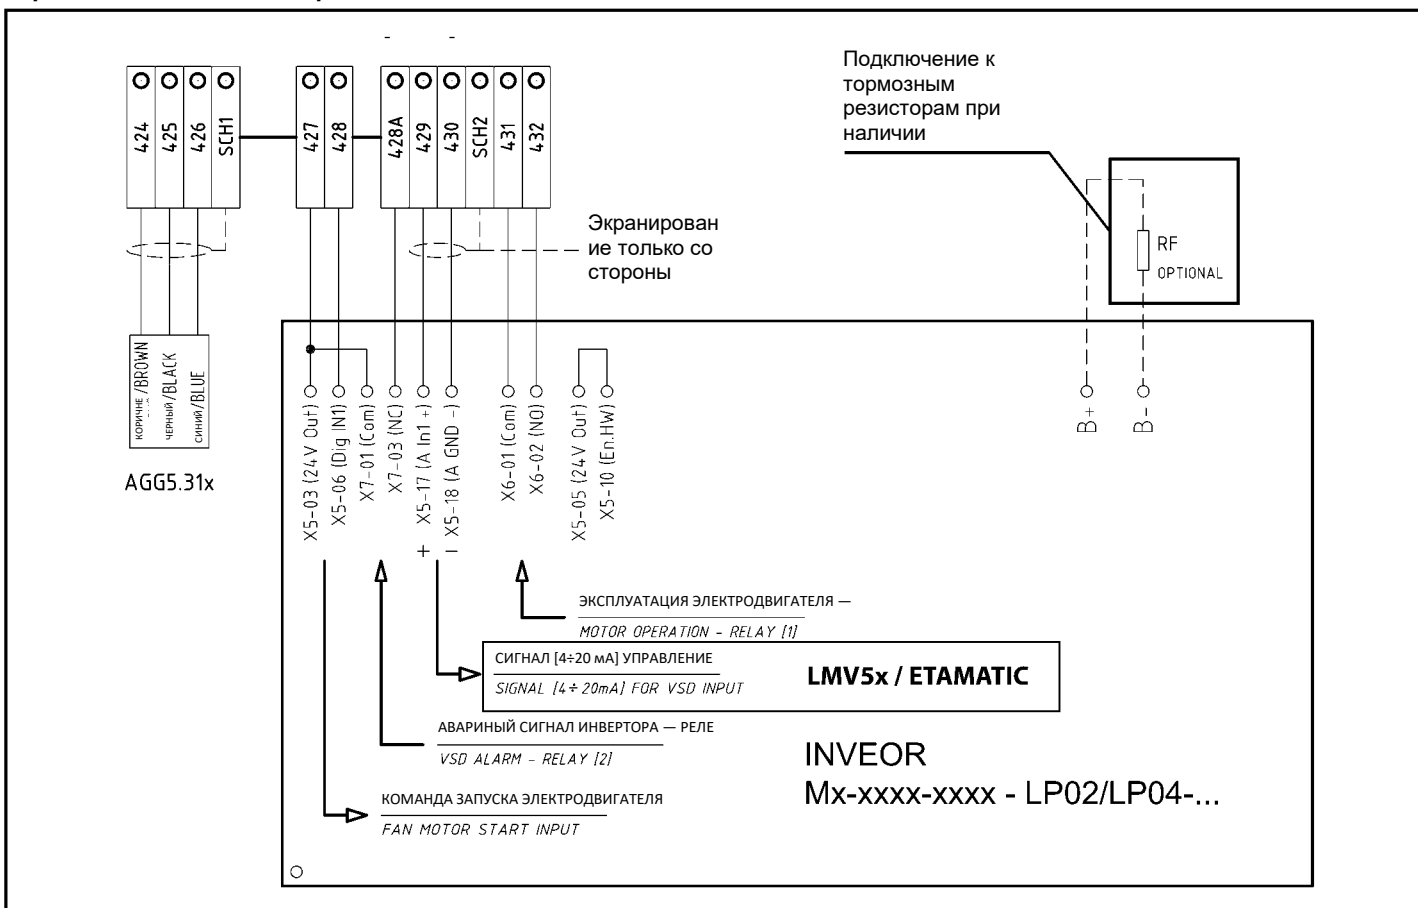 Подключение к
тормозным
резисторам при
наличии
424
425
426
SCH1
427
428
428A
429
430
SCH2
431
432
Экранирован
ие только со
стороны
RF
OPTIONAL
КОРИЧНЕ /BROWN
ЧЕРНЫЙ/BLACK
СИНИЙ/BLUE
AGG5.31x
X5-03 (24V Out)
X5-06 (Dig IN1)
X7-01 (Com)
X7-03 (NC)
+ X5-17 (A In1 +)
- X5-18 (A GND -)
X6-01 (Com)
X6-02 (NO)
X5-05 (24V Out)
X5-10 (En.HW)
B+
B-
ЭКСПЛУАТАЦИЯ ЭЛЕКТРОДВИГАТЕЛЯ —
MOTOR OPERATION - RELAY [1]
СИГНАЛ [4÷20 мА] УПРАВЛЕНИЕ
SIGNAL [4÷20mA] FOR VSD INPUT
LMV5x / ETAMATIC
АВАРИНЫЙ СИГНАЛ ИНВЕРТОРА — РЕЛЕ
VSD ALARM - RELAY [2]
INVEOR
Mx-xxxx-xxxx - LP02/LP04-...
КОМАНДА ЗАПУСКА ЭЛЕКТРОДВИГАТЕЛЯ
FAN MOTOR START INPUT